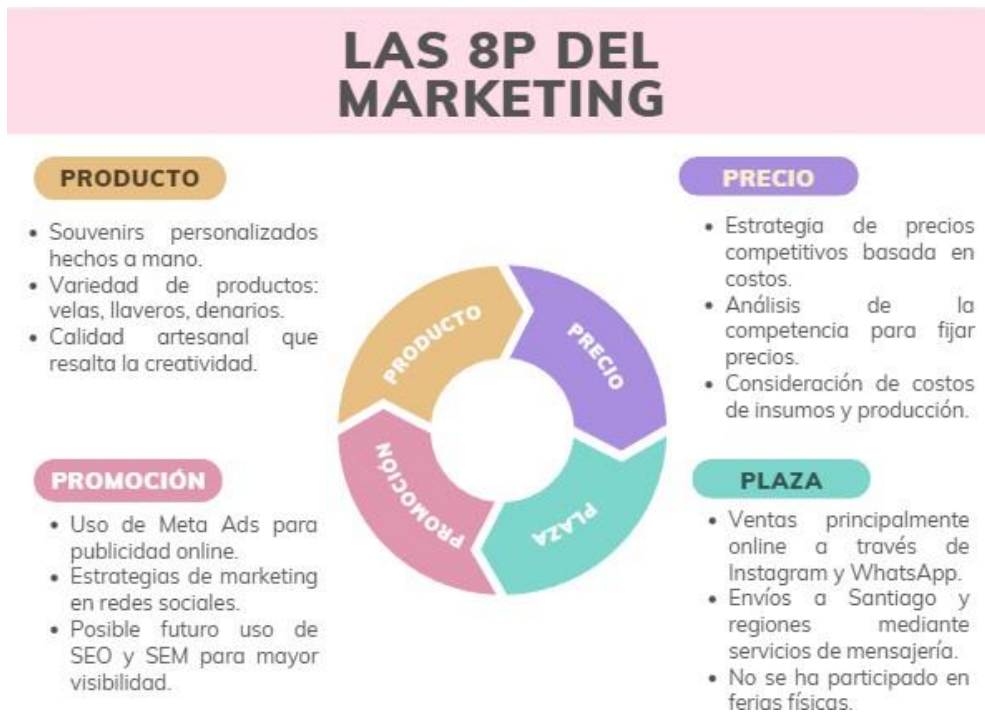 LAS 8P DEL
MARKETING
PRODUCTO
• Souvenirs personalizados
hechos a mano.
• Variedad de productos:
velas, llaveros, denarios.
• Calidad artesanal que
resalta la creatividad.
PRECIO
• Estrategia de precios
competitivos basada en
costos.
• Análisis de la
competencia para fijar
precios.
• Consideración de costos
de insumos y producción.
PRODUCTO
PRECIO
PROMOCIÓN
PLAZA
PROMOCIÓN
• Uso de Meta Ads para
publicidad online.
• Estrategias de marketing
en redes sociales.
• Posible futuro uso de
SEO y SEM para mayor
visibilidad.
PLAZA
• Ventas principalmente
online a través de
Instagram y WhatsApp.
• Envíos a Santiago y
regiones mediante
servicios de mensajería.
• No se ha participado en
ferias físicas.